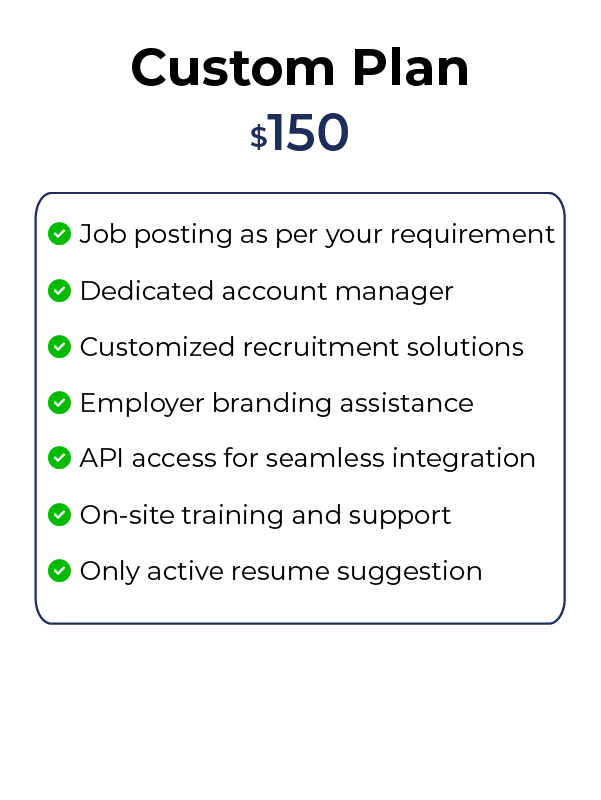 Custom Plan
$150
Job posting as per your requirement
Dedicated account manager
Customized recruitment solutions
Employer branding assistance
API access for seamless integration
On-site training and support
Only active resume suggestion